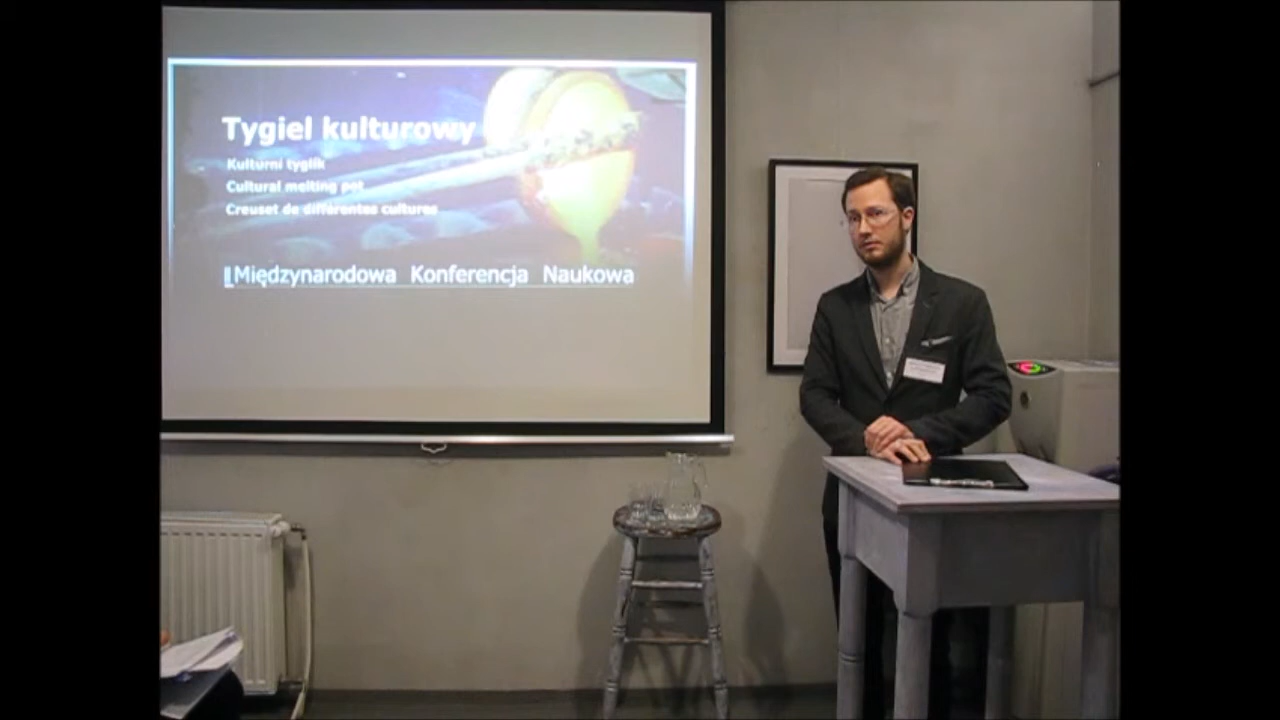 Tygiel kulturowy
Kulturní tyglík
Cultural melting pot
Creuset de différentes cultures
Międzynarodowa Konferencja Naukowa